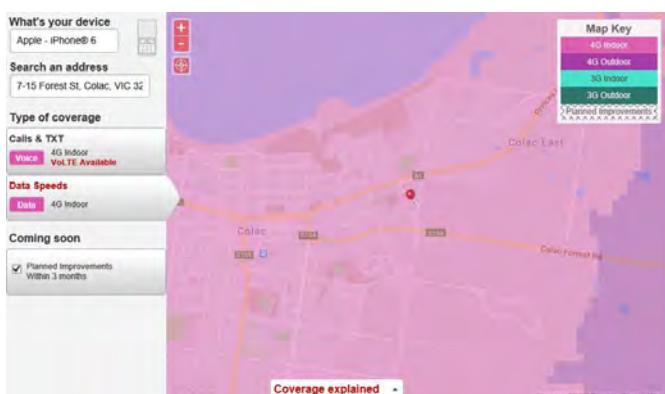 What's your device
Apple - iPhone® 6
Search an address
7-15 Forest St, Colac, VIC 32
Type of coverage
Calls & TXT
Voice
4G Indoor
VoLTE Available
Data Speeds
Data
4G Indoor
Coming soon
Planned Improvements
Within 3 months
+
-
Map Key
4G Indoor
4G Outdoor
3G Indoor
3G Outdoor
Planned Improvements
Colac East
Colac
Colac Forest Rd
Coverage explained